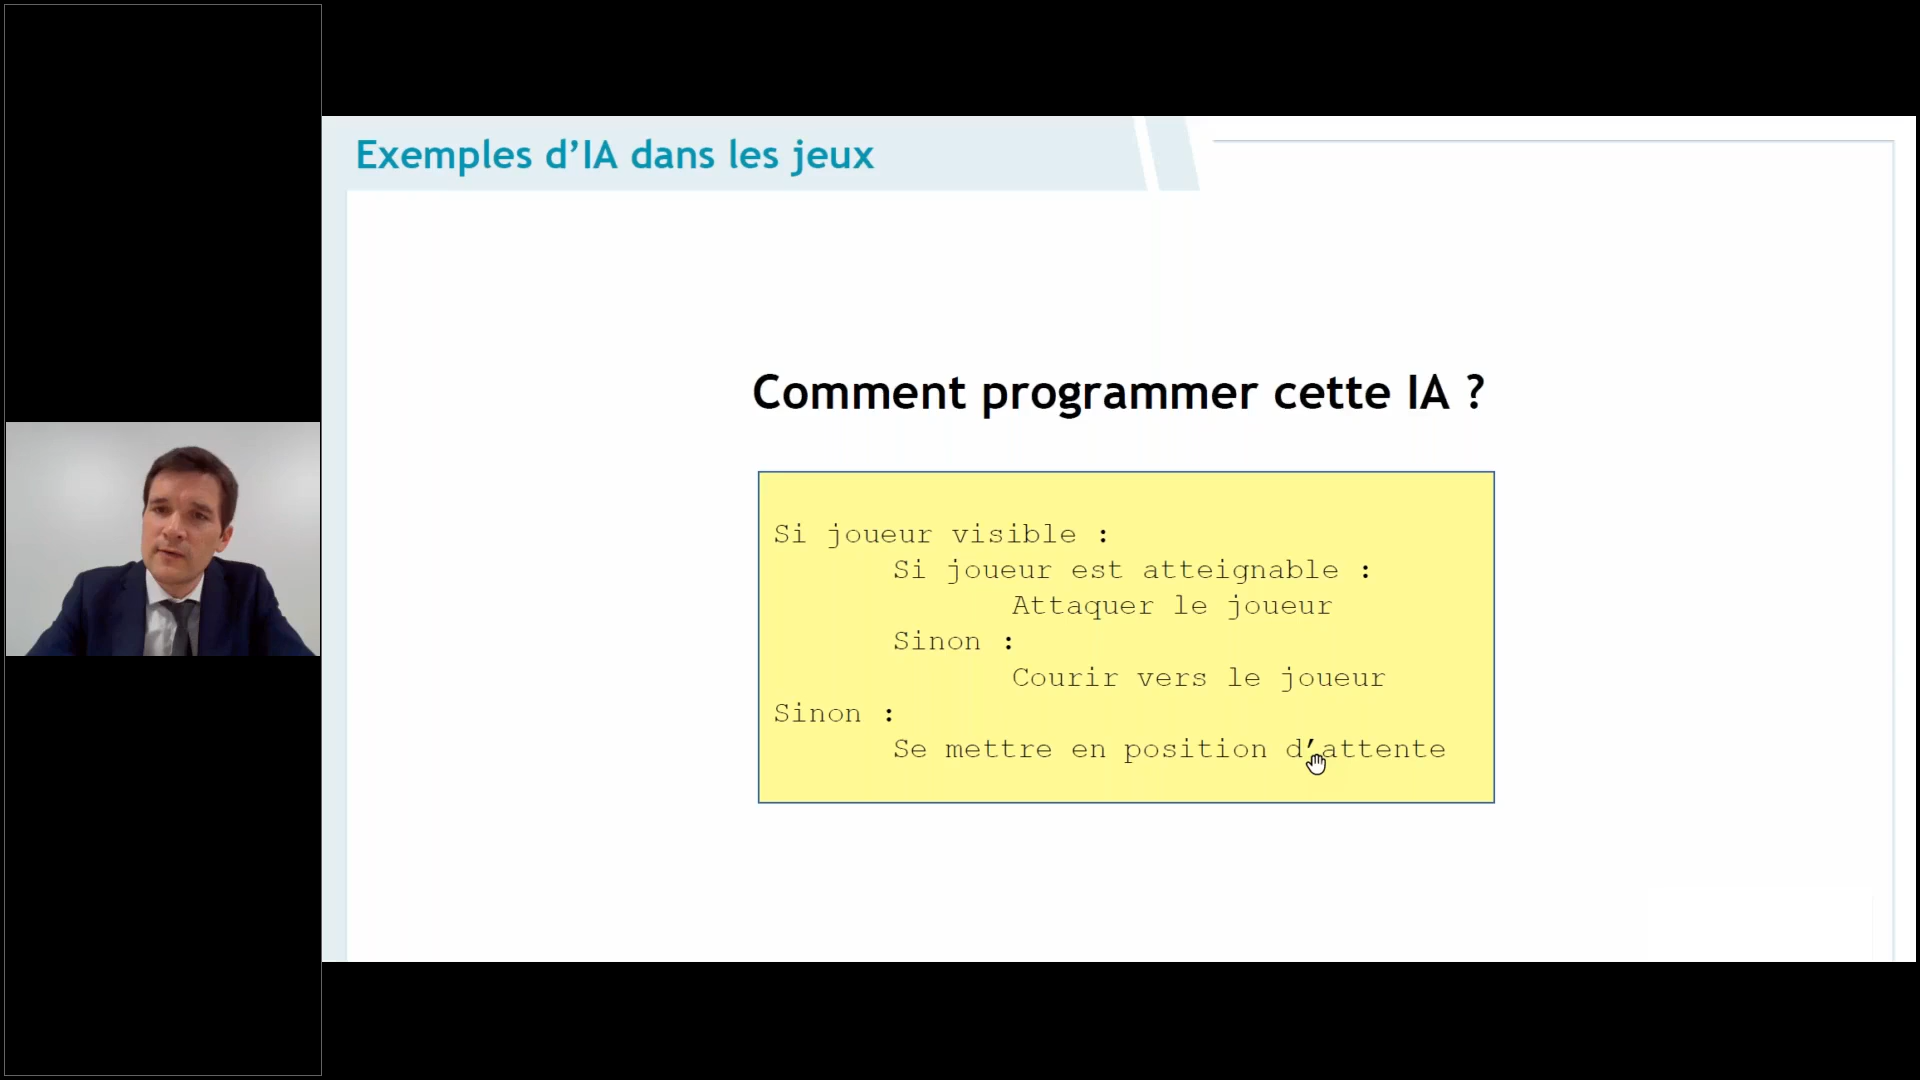 Exemples d’IA dans les jeux
Comment programmer cette IA ?
Si joueur visible :
Si joueur est atteignable :
Attaquer le joueur
Sinon :
Courir vers le joueur
Sinon :
Se mettre en position d’attente